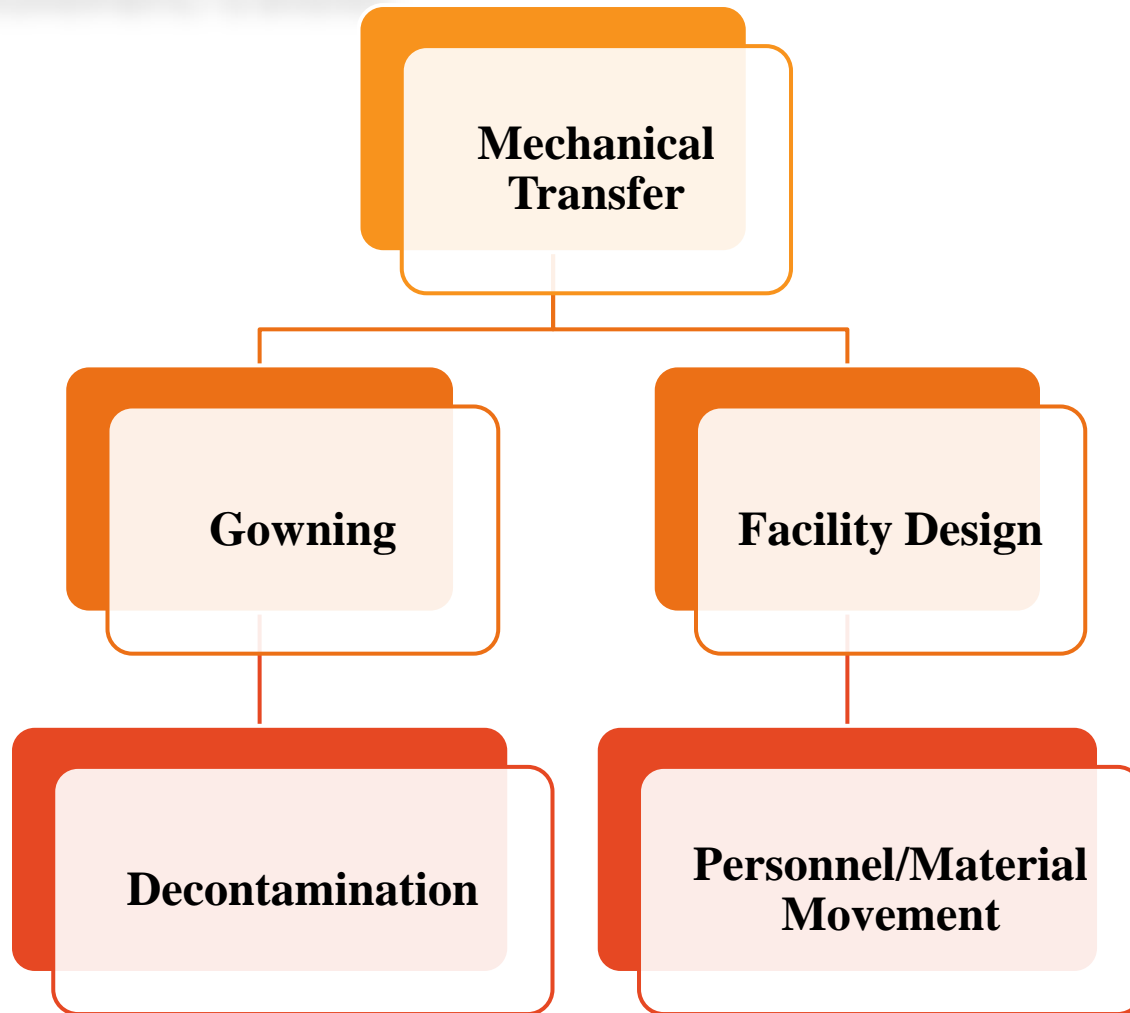 Mechanical
Transfer
Gowning
Facility Design
Decontamination
Personnel/Material
Movement